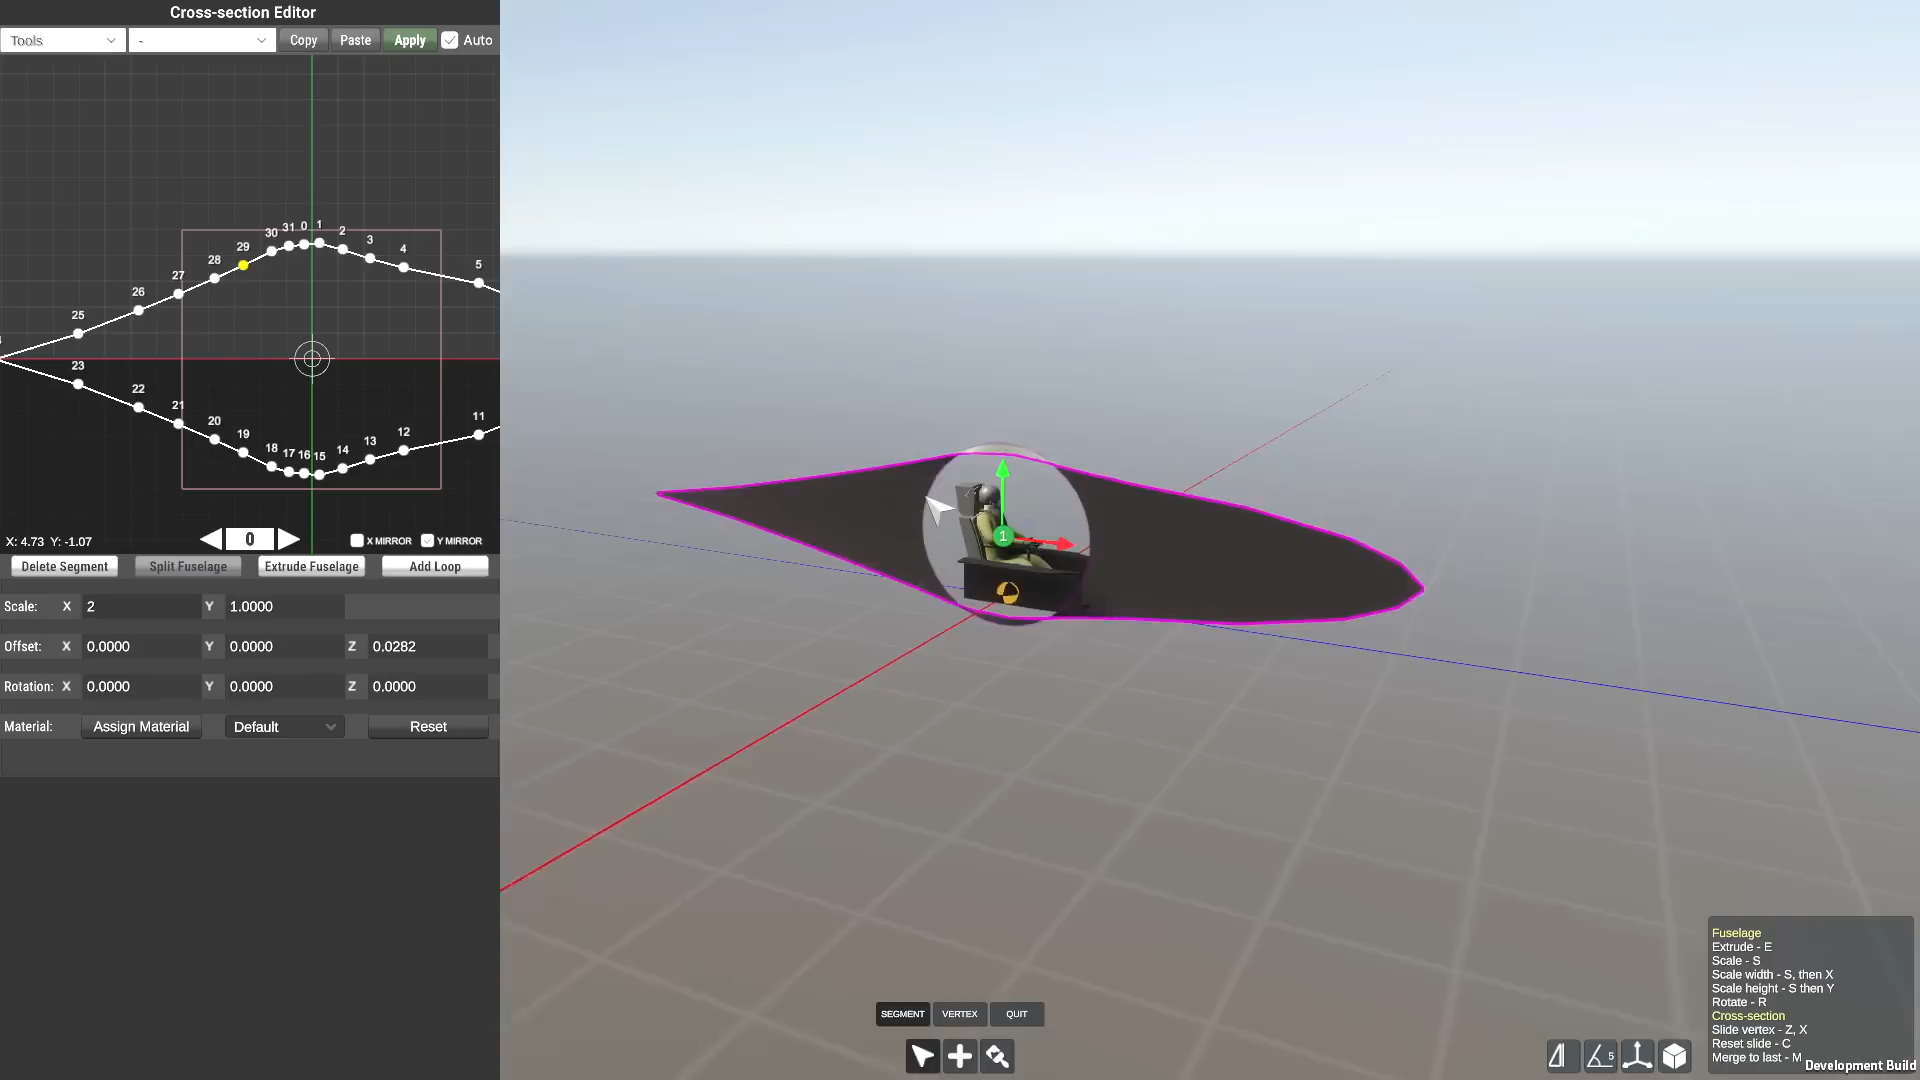 Cross-section Editor
Tools - Copy Paste Apply Auto
31 0 1
30 2
29 3
28 4
27 5
26
25
23
22
21
20
19
18 17 16 15 14 13 12 11
X: 4.73 Y: -1.07 0 X MIRROR Y MIRROR
Delete Segment Split Fuselage Extrude Fuselage Add Loop
Scale: X 2 Y 1.0000
Offset: X 0.0000 Y 0.0000 Z 0.0282
Rotation: X 0.0000 Y 0.0000 Z 0.0000
Material: Assign Material Default Reset
1
SEGMENT VERTEX QUIT
5
Fuselage
Extrude - E
Scale - S
Scale width - S, then X
Scale height - S then Y
Rotate - R
Cross-section
Slide vertex - Z, X
Reset slide - C
Merge to last - M
Development Build